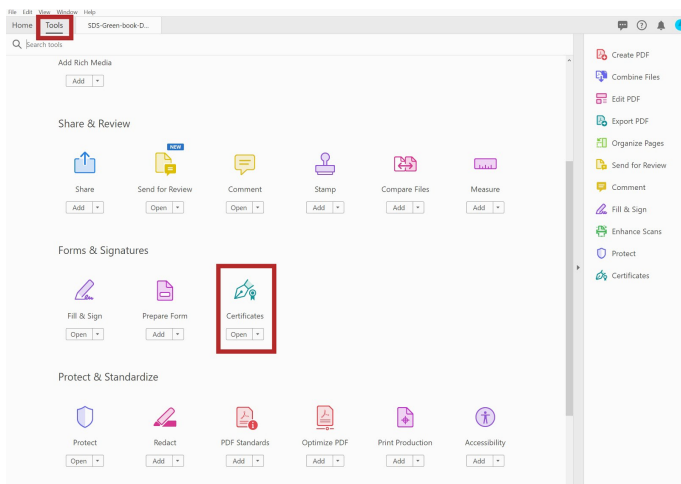 File Edit View Window Help
Home Tools SDS-Green-book-D...
Search tools
Add Rich Media
Add
Share & Review
NEW
Share Send for Review Comment Stamp Compare Files Measure
Add Open Open Add Add Add
Forms & Signatures
Fill & Sign Prepare Form Certificates
Open Add Open
Protect & Standardize
Protect Redact PDF Standards Optimize PDF Print Production Accessibility
Open Add Add Add Add Add
Create PDF
Combine Files
Edit PDF
Export PDF
Organize Pages
Send for Review
Comment
Fill & Sign
Enhance Scans
Protect
Certificates